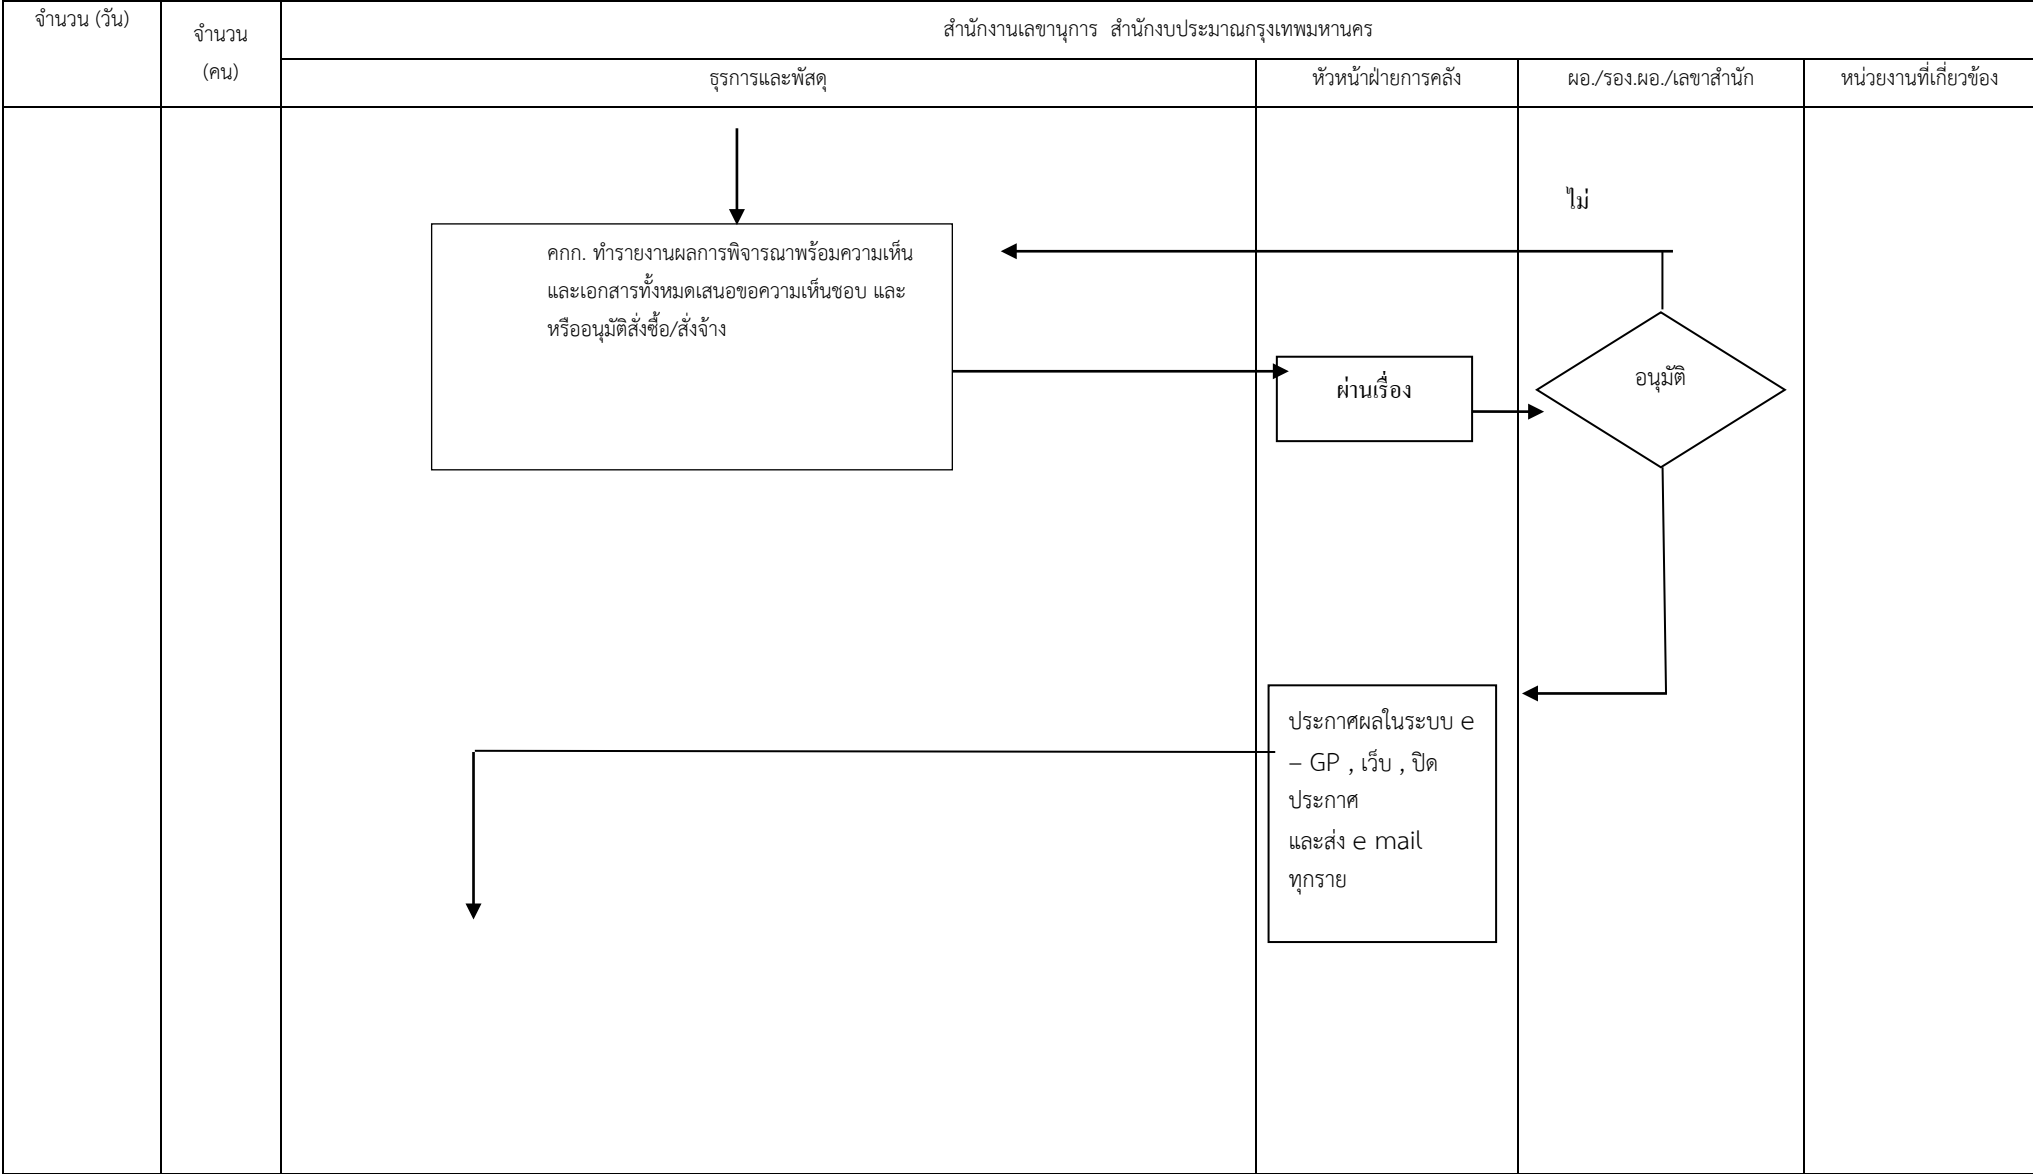 จำนวน (วัน)
จำนวน
(คน)
สำนักงานเลขานุการ สำนักงบประมาณกรุงเทพมหานคร
ธุรการและพัสดุ
หัวหน้าฝ่ายการคลัง
ผอ./รอง.ผอ./เลขาสำนัก
หน่วยงานที่เกี่ยวข้อง
ไม่
คกก. ทำรายงานผลการพิจารณาพร้อมความเห็น
และเอกสารทั้งหมดเสนอขอความเห็นชอบ และ
หรืออนุมัติสั่งซื้อ/สั่งจ้าง
ผ่านเรื่อง
อนุมัติ
ประกาศผลในระบบ e
– GP , เว็บ , ปิด
ประกาศ
และส่ง e mail
ทุกราย